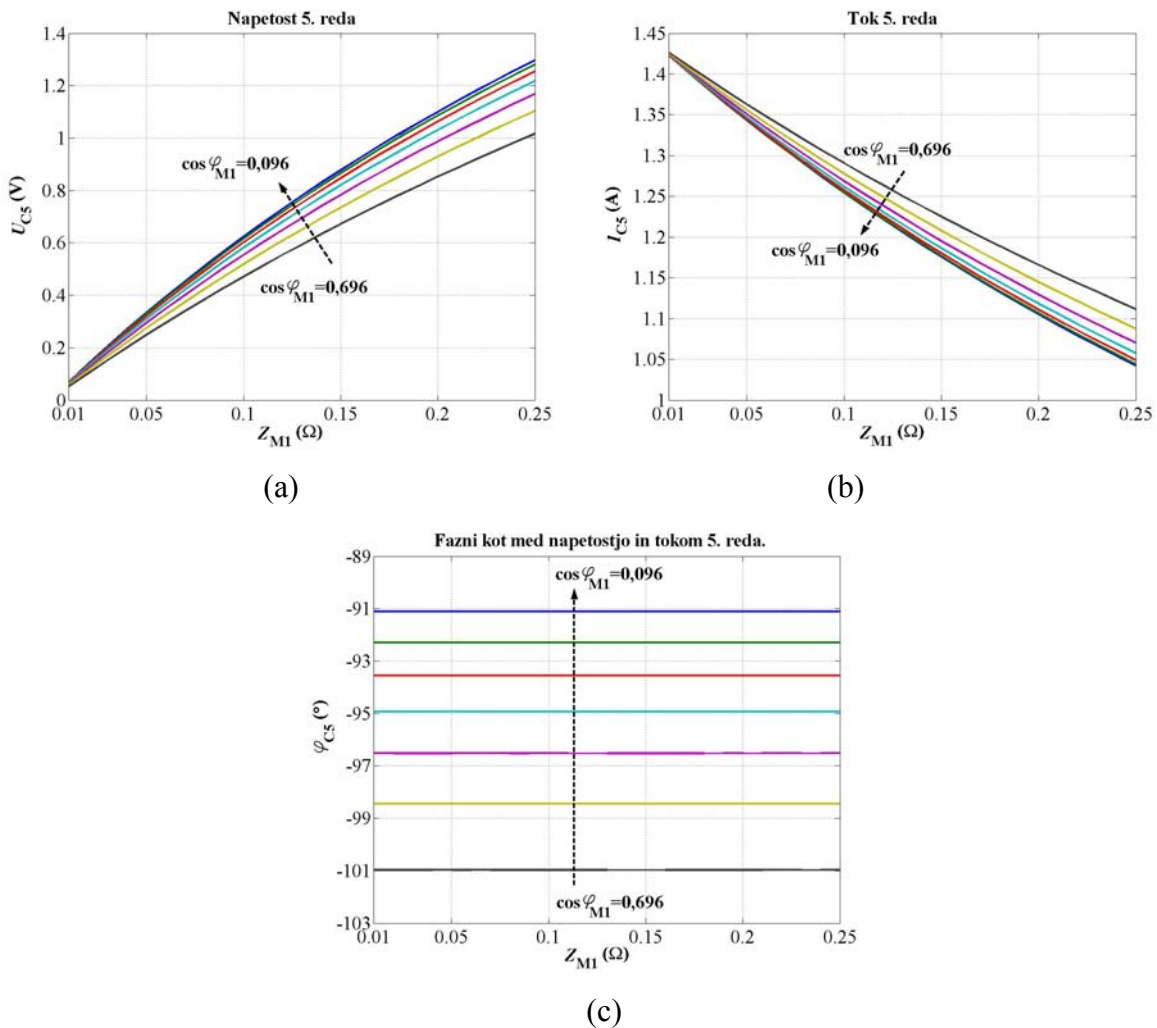 Napetost 5. reda
1.4
1.2
1
0.8
0.6
0.4
0.2
0
U_C5 (V)
cos φ_M1=0,096
cos φ_M1=0,696
0.01 0.05 0.1 0.15 0.2 0.25
Z_M1 (Ω)
(a)
Tok 5. reda
1.45
1.4
1.35
1.3
1.25
1.2
1.15
1.1
1.05
1
I_C5 (A)
cos φ_M1=0,696
cos φ_M1=0,096
0.01 0.05 0.1 0.15 0.2 0.25
Z_M1 (Ω)
(b)
Fazni kot med napetostjo in tokom 5. reda.
-89
-91
-93
-95
-97
-99
-101
-103
φ_C5 (°)
cos φ_M1=0,096
cos φ_M1=0,696
0.01 0.05 0.1 0.15 0.2 0.25
Z_M1 (Ω)
(c)